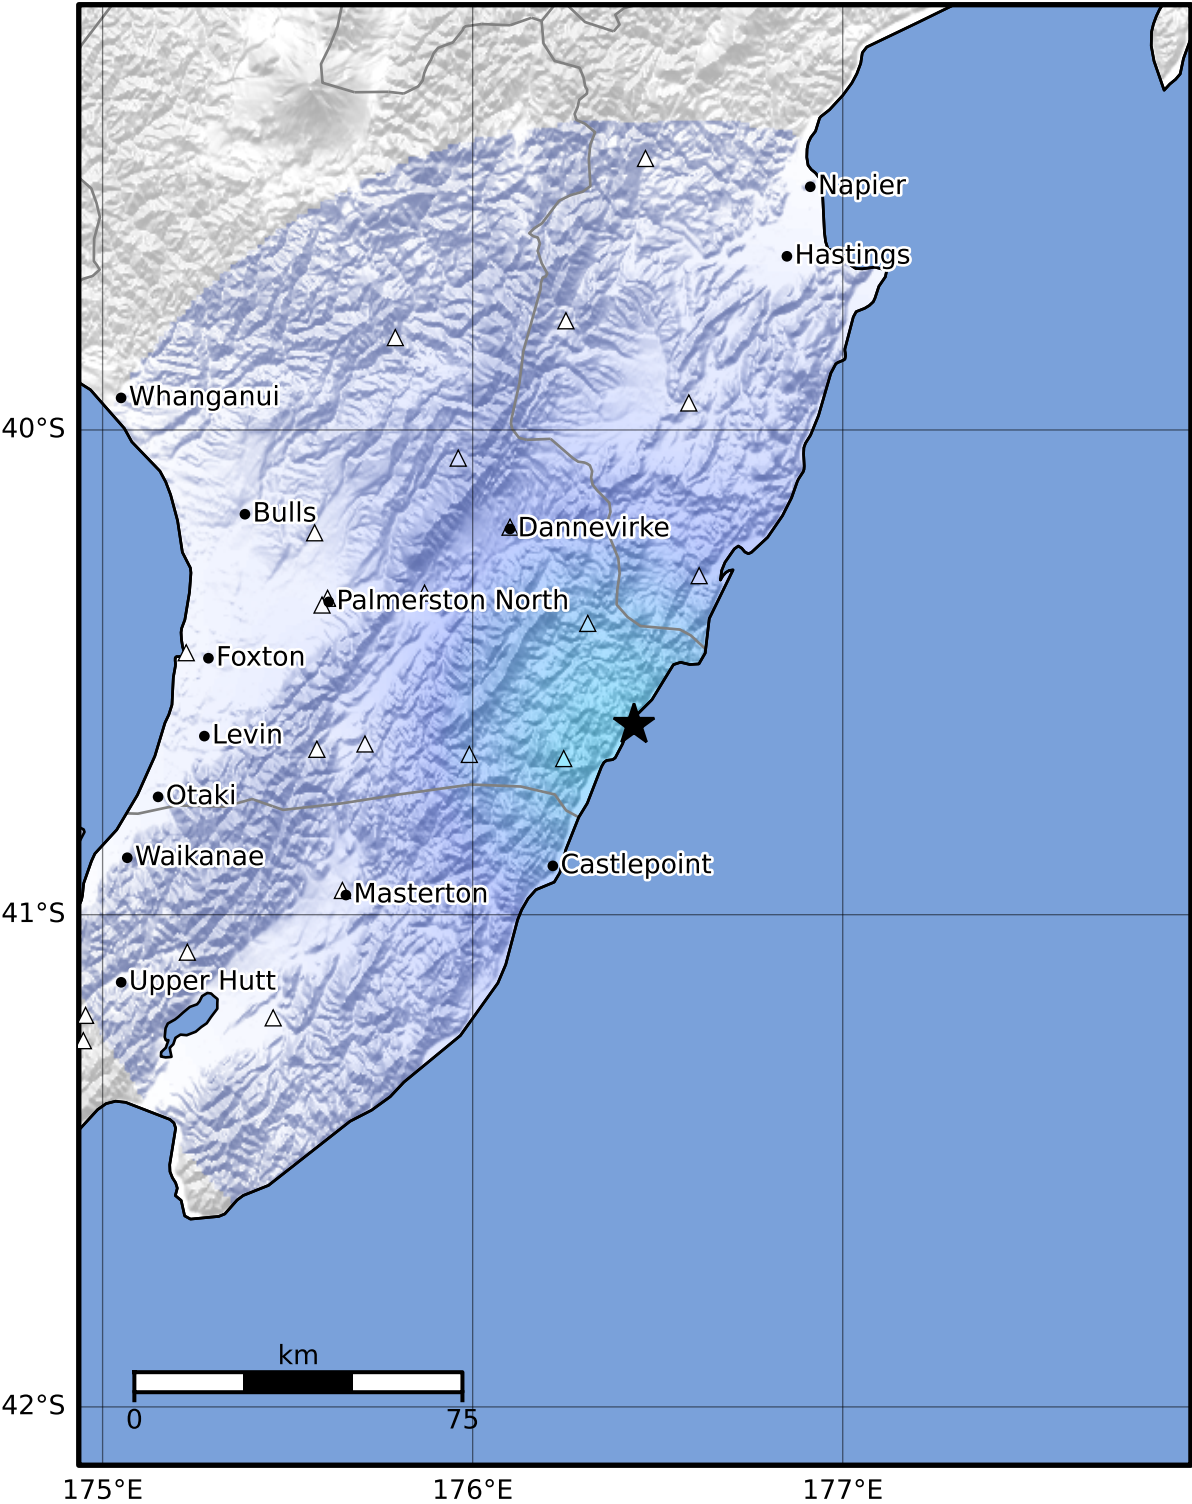 Napier
Hastings
Whanganui
40°S
Bulls
Dannevirke
Palmerston North
Foxton
Levin
Otaki
Waikanae
Castlepoint
Masterton
41°S
Upper Hutt
km
0 75
42°S
175°E 176°E 177°E